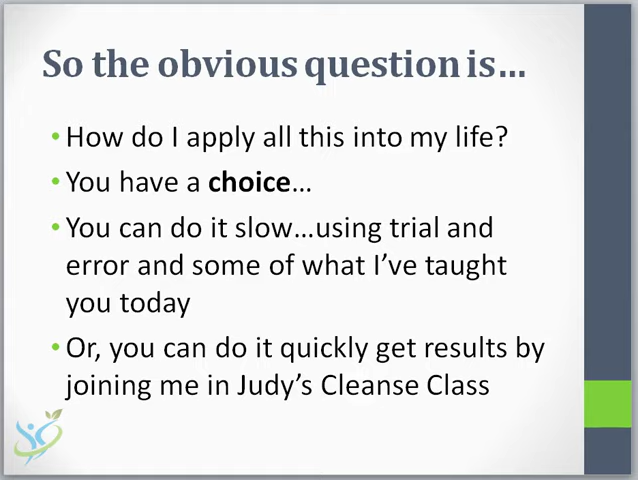 So the obvious question is…
• How do I apply all this into my life?
• You have a choice…
• You can do it slow…using trial and
error and some of what I’ve taught
you today
• Or, you can do it quickly get results by
joining me in Judy’s Cleanse Class